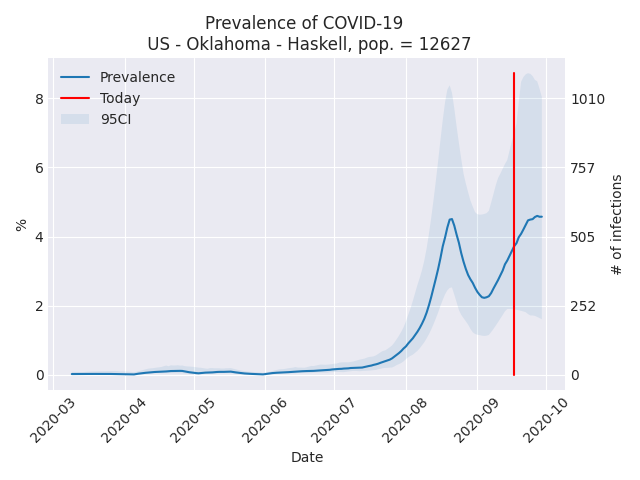 Prevalence of COVID-19
US - Oklahoma - Haskell, pop. = 12627
Prevalence
Today
95CI
8
6
4
2
0
%
1010
757
505
252
0
# of infections
2020-03
2020-04
2020-05
2020-06
2020-07
2020-08
2020-09
2020-10
Date